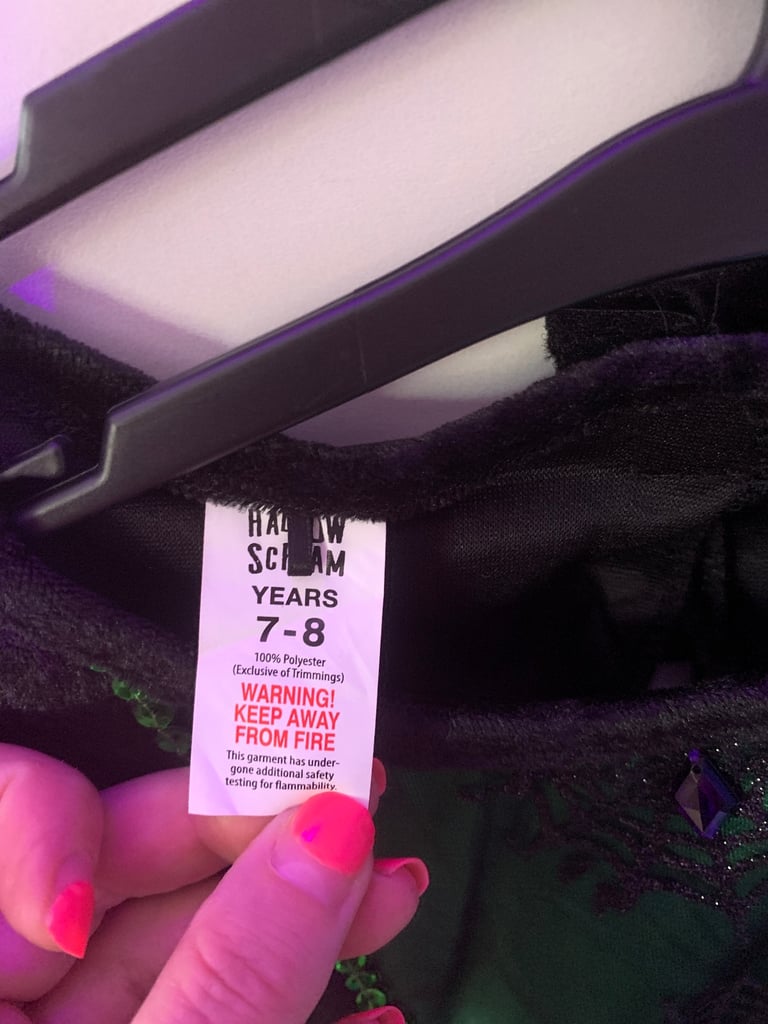 YEARS
7-8
100% Polyester
(Exclusive of Trimmings)
WARNING!
KEEP AWAY
FROM FIRE
This garment has under-
gone additional safety
testing for flammability.